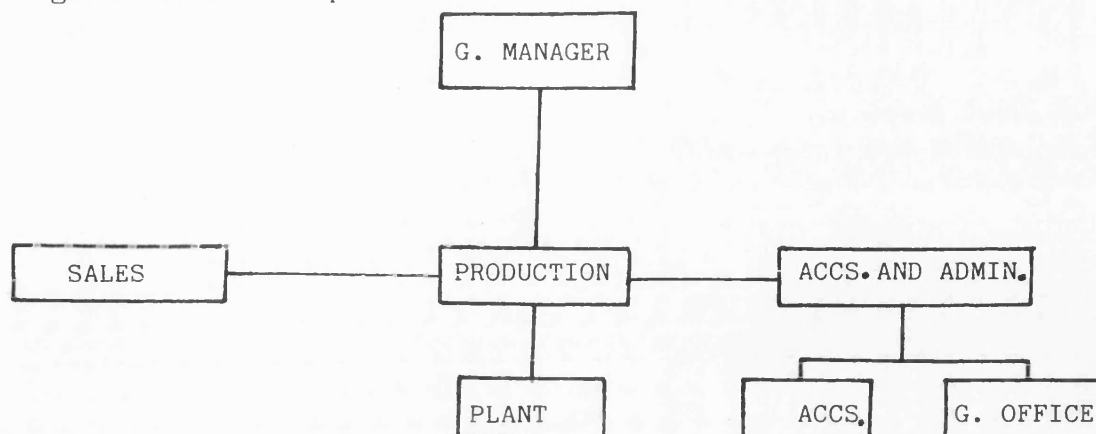 G. MANAGER
SALES
PRODUCTION
ACCS. AND ADMIN.
PLANT
ACCS.
G. OFFICE